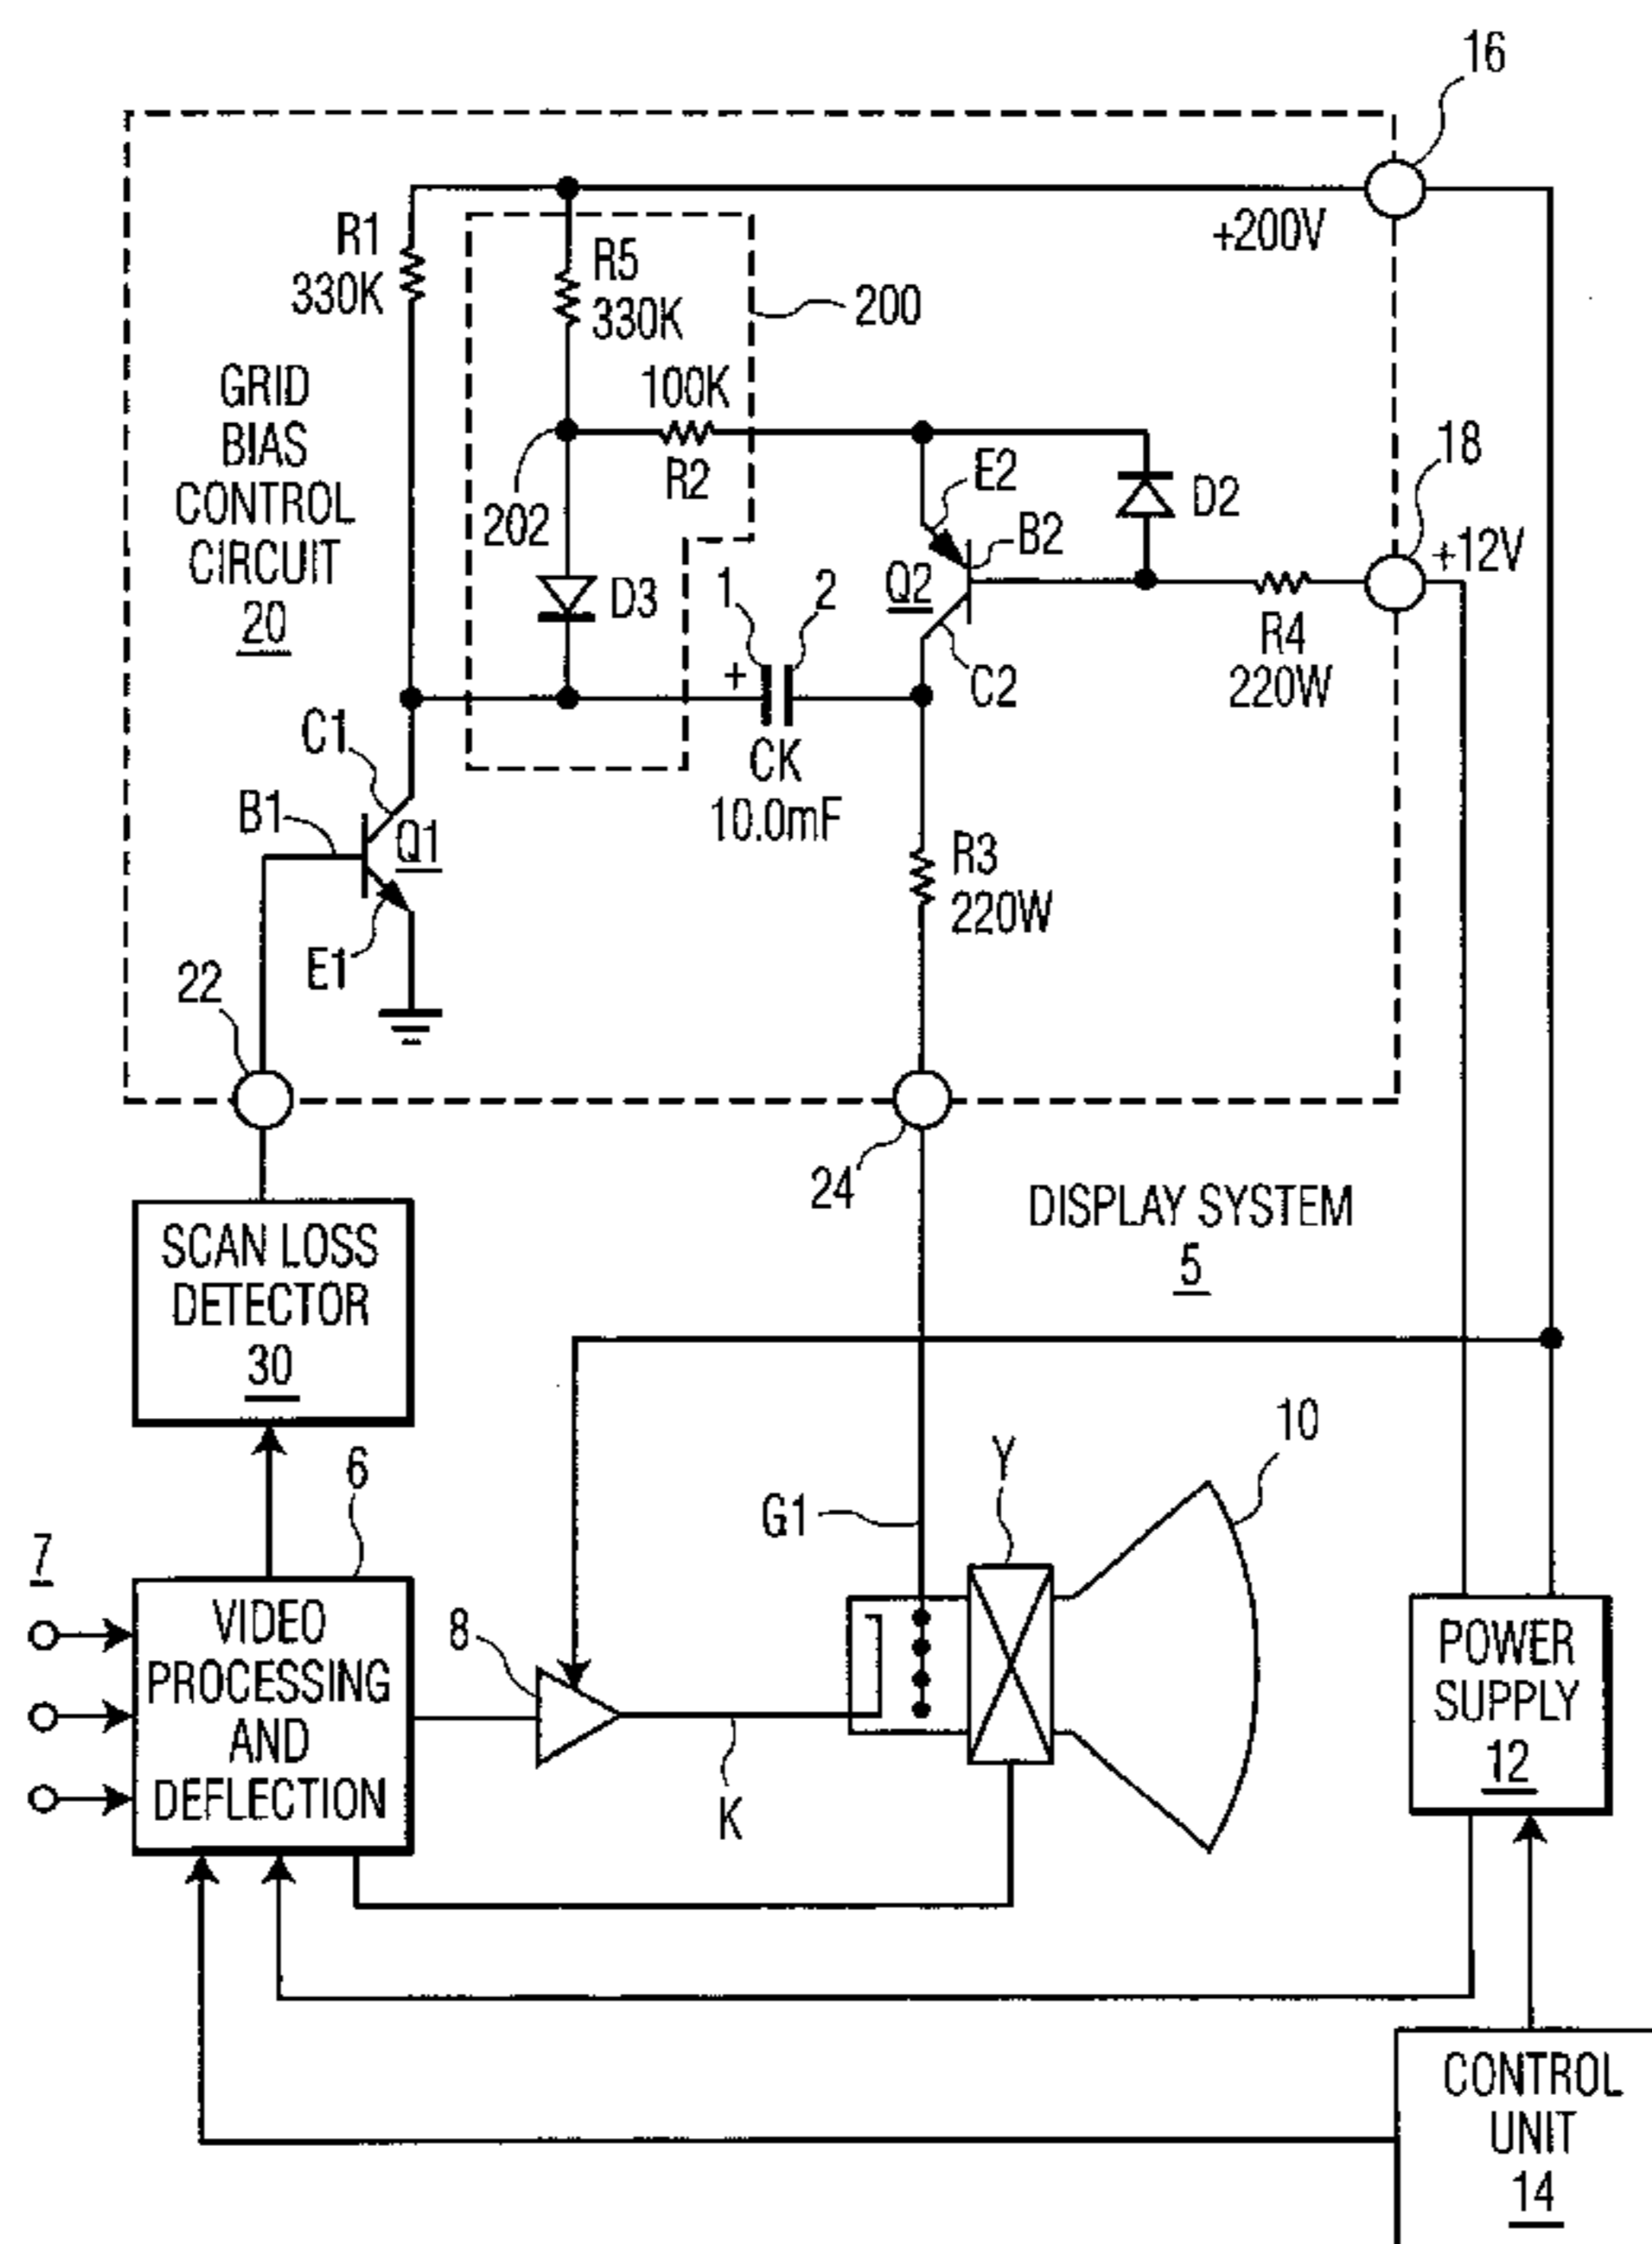 16
+200V
R1
330K
R5
330K
200
GRID
BIAS
CONTROL
CIRCUIT
20
100K
R2
202
E2
D2
18
+12V
B2
Q2
1
2
D3
+
R4
220W
C2
C1
CK
10.0mF
B1
Q1
R3
220W
E1
22
24
DISPLAY SYSTEM
5
SCAN LOSS
DETECTOR
30
6
G1
Y
10
7
VIDEO
PROCESSING
AND
DEFLECTION
8
K
POWER
SUPPLY
12
CONTROL
UNIT
14